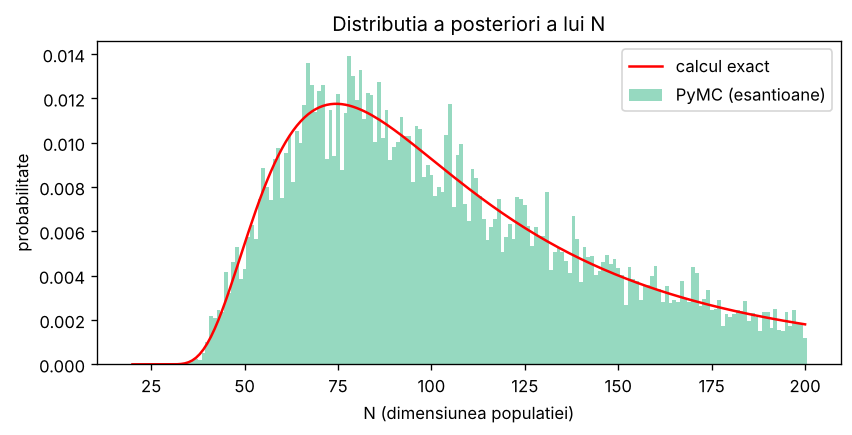 Distributia a posteriori a lui N
calcul exact
PyMC (esantioane)
probabilitate
0.014
0.012
0.010
0.008
0.006
0.004
0.002
0.000
25 50 75 100 125 150 175 200
N (dimensiunea populatiei)